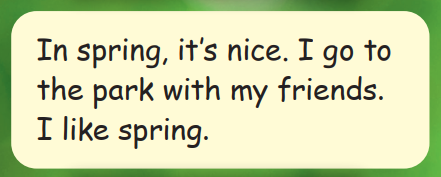 In spring, it's nice. I go to
the park with my friends.
I like spring.